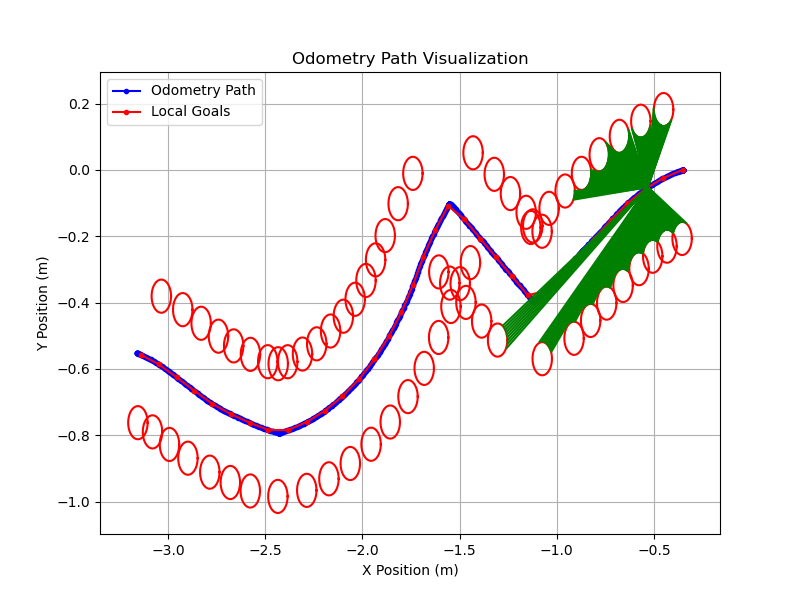 Odometry Path Visualization
Odometry Path
Local Goals
0.2
0.0
−0.2
−0.4
−0.6
−0.8
−1.0
Y Position (m)
−3.0 −2.5 −2.0 −1.5 −1.0 −0.5
X Position (m)